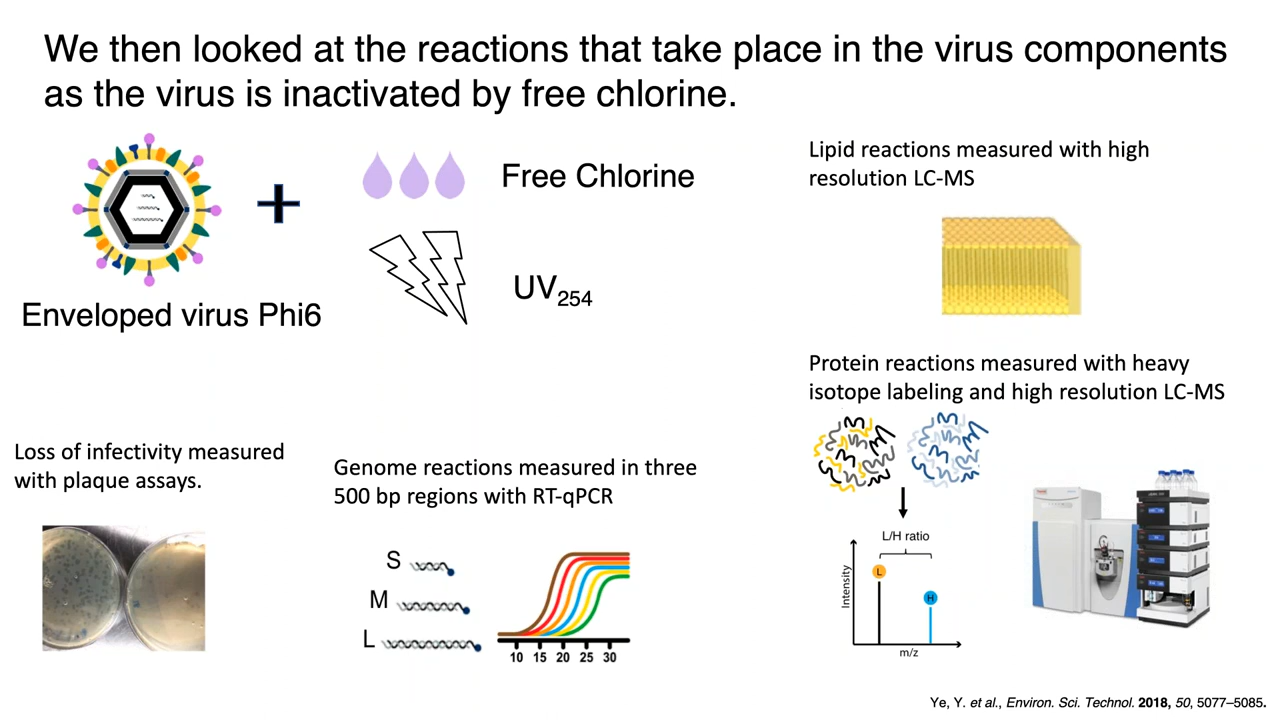 We then looked at the reactions that take place in the virus components
as the virus is inactivated by free chlorine.
Enveloped virus Phi6
Free Chlorine
UV254
Lipid reactions measured with high
resolution LC-MS
Protein reactions measured with heavy
isotope labeling and high resolution LC-MS
L/H ratio
L
H
Intensity
m/z
Loss of infectivity measured
with plaque assays.
Genome reactions measured in three
500 bp regions with RT-qPCR
S
M
L
10 15 20 25 30
Ye, Y. et al., Environ. Sci. Technol. 2018, 50, 5077–5085.